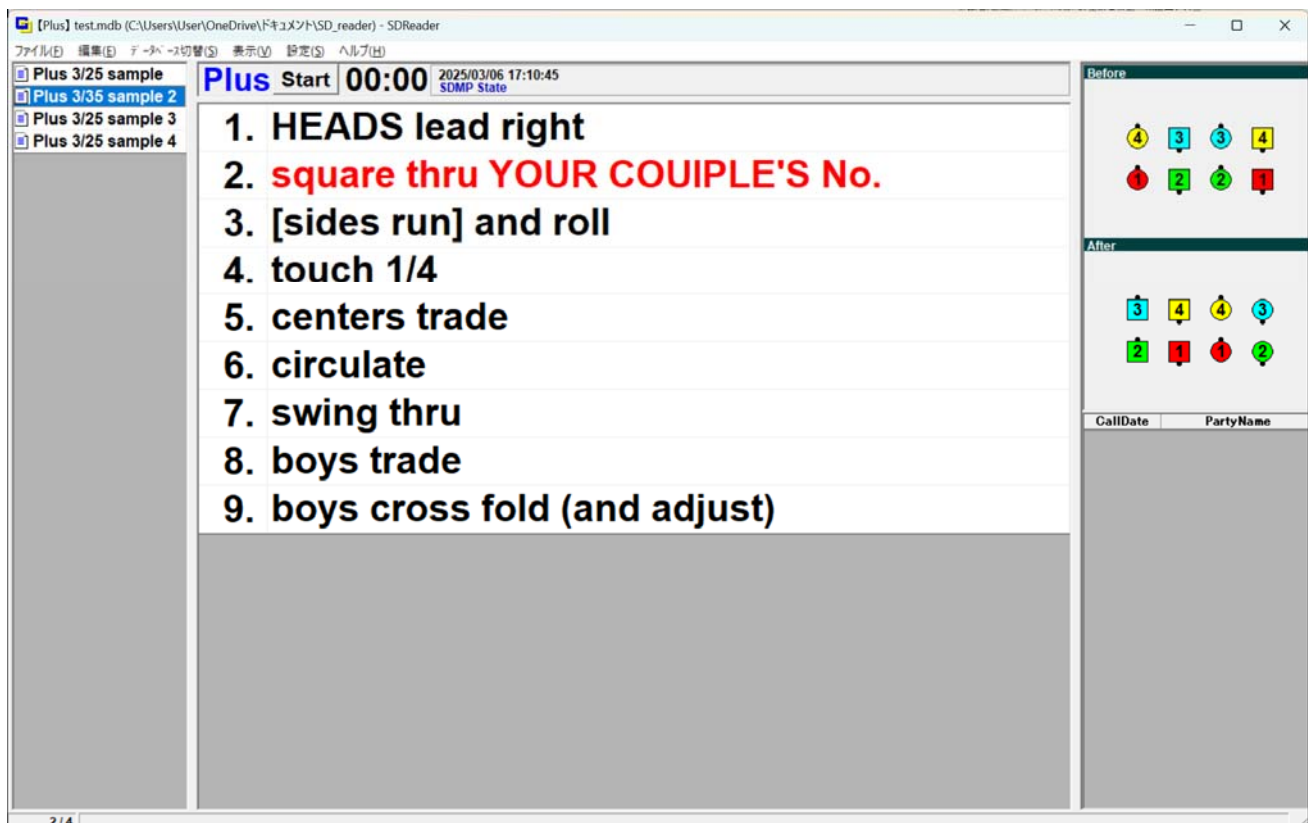 【Plus】 test.mdb (C:\Users\User\OneDrive\ドキュメント\SD_reader) - SDReader
ファイル(F) 編集(E) データベース切替(S) 表示(V) 設定(S) ヘルプ(H)
Plus 3/25 sample
Plus 3/35 sample 2
Plus 3/25 sample 3
Plus 3/25 sample 4
Plus Start 00:00 2025/03/06 17:10:45
SDMP State
1. HEADS lead right
2. square thru YOUR COUIPLE'S No.
3. [sides run] and roll
4. touch 1/4
5. centers trade
6. circulate
7. swing thru
8. boys trade
9. boys cross fold (and adjust)
Before
4 3 3 4
1 2 2 1
After
3 4 4 3
2 1 1 2
CallDate PartyName
2/4